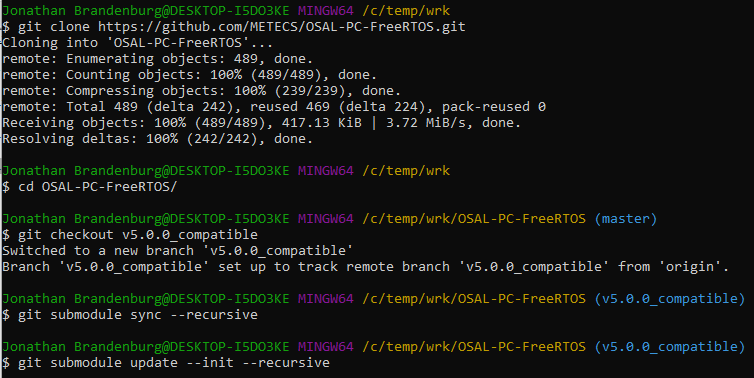 Jonathan Brandenburg@DESKTOP-I5DO3KE MINGW64 /c/temp/wrk
$ git clone https://github.com/METECS/OSAL-PC-FreeRTOS.git
Cloning into 'OSAL-PC-FreeRTOS'...
remote: Enumerating objects: 489, done.
remote: Counting objects: 100% (489/489), done.
remote: Compressing objects: 100% (239/239), done.
remote: Total 489 (delta 242), reused 469 (delta 224), pack-reused 0
Receiving objects: 100% (489/489), 417.13 KiB | 3.72 MiB/s, done.
Resolving deltas: 100% (242/242), done.
Jonathan Brandenburg@DESKTOP-I5DO3KE MINGW64 /c/temp/wrk
$ cd OSAL-PC-FreeRTOS/
Jonathan Brandenburg@DESKTOP-I5DO3KE MINGW64 /c/temp/wrk/OSAL-PC-FreeRTOS (master)
$ git checkout v5.0.0_compatible
Switched to a new branch 'v5.0.0_compatible'
Branch 'v5.0.0_compatible' set up to track remote branch 'v5.0.0_compatible' from 'origin'.
Jonathan Brandenburg@DESKTOP-I5DO3KE MINGW64 /c/temp/wrk/OSAL-PC-FreeRTOS (v5.0.0_compatible)
$ git submodule sync --recursive
Jonathan Brandenburg@DESKTOP-I5DO3KE MINGW64 /c/temp/wrk/OSAL-PC-FreeRTOS (v5.0.0_compatible)
$ git submodule update --init --recursive